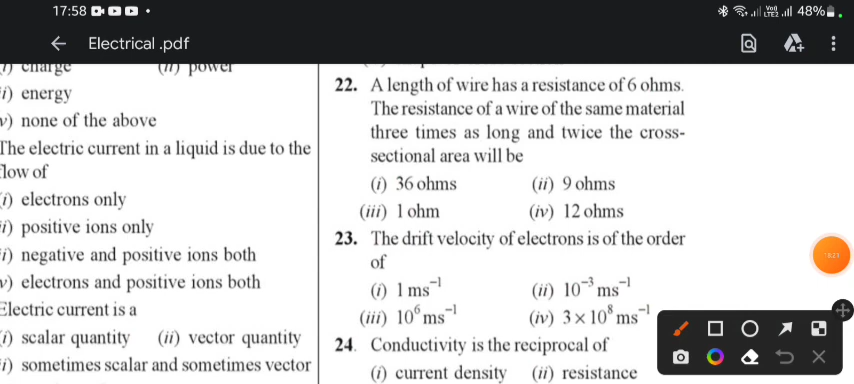 17:58
Vo) LTE2 48%
Electrical .pdf
i) charge (ii) power
i) energy
v) none of the above
The electric current in a liquid is due to the
flow of
(i) electrons only
i) positive ions only
i) negative and positive ions both
v) electrons and positive ions both
Electric current is a
(i) scalar quantity (ii) vector quantity
i) sometimes scalar and sometimes vector
22. A length of wire has a resistance of 6 ohms.
The resistance of a wire of the same material
three times as long and twice the cross-
sectional area will be
(i) 36 ohms (ii) 9 ohms
(iii) 1 ohm (iv) 12 ohms
23. The drift velocity of electrons is of the order
of
(i) 1 ms⁻¹ (ii) 10⁻³ ms⁻¹
(iii) 10⁶ ms⁻¹ (iv) 3 × 10⁸ ms⁻¹
24. Conductivity is the reciprocal of
(i) current density (ii) resistance